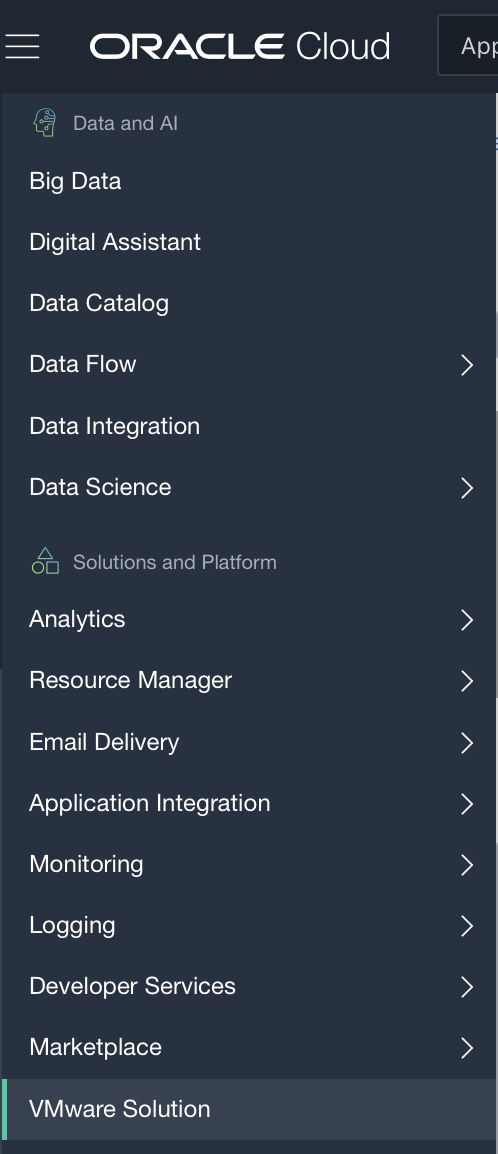 ORACLE Cloud
App
Data and AI
Big Data
Digital Assistant
Data Catalog
Data Flow
Data Integration
Data Science
Solutions and Platform
Analytics
Resource Manager
Email Delivery
Application Integration
Monitoring
Logging
Developer Services
Marketplace
VMware Solution